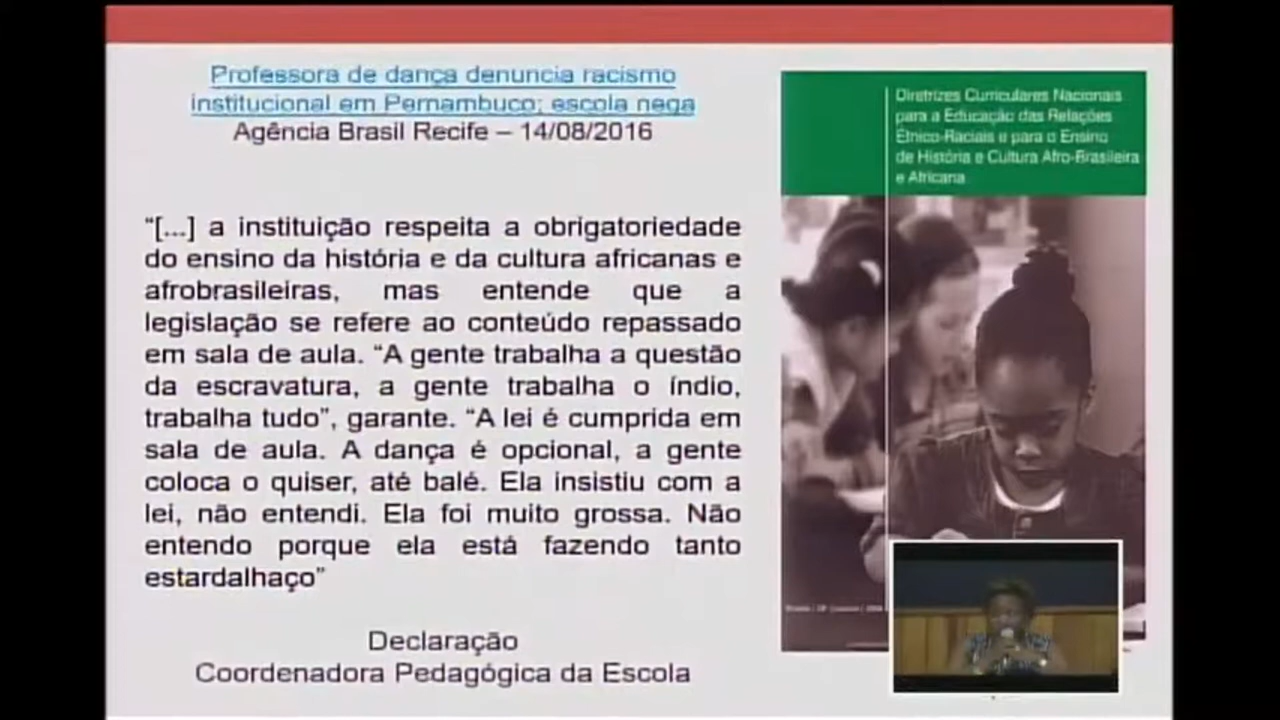 Professora de dança denuncia racismo
institucional em Pernambuco; escola nega
Agência Brasil Recife – 14/08/2016
“[...] a instituição respeita a obrigatoriedade
do ensino da história e da cultura africanas e
afrobrasileiras, mas entende que a
legislação se refere ao conteúdo repassado
em sala de aula. “A gente trabalha a questão
da escravatura, a gente trabalha o índio,
trabalha tudo”, garante. “A lei é cumprida em
sala de aula. A dança é opcional, a gente
coloca o quiser, até balé. Ela insistiu com a
lei, não entendi. Ela foi muito grossa. Não
entendo porque ela está fazendo tanto
estardalhaço”
Declaração
Coordenadora Pedagógica da Escola
Diretrizes Curriculares Nacionais
para a Educação das Relações
Étnico-Raciais e para o Ensino
de História e Cultura Afro-Brasileira
e Africana